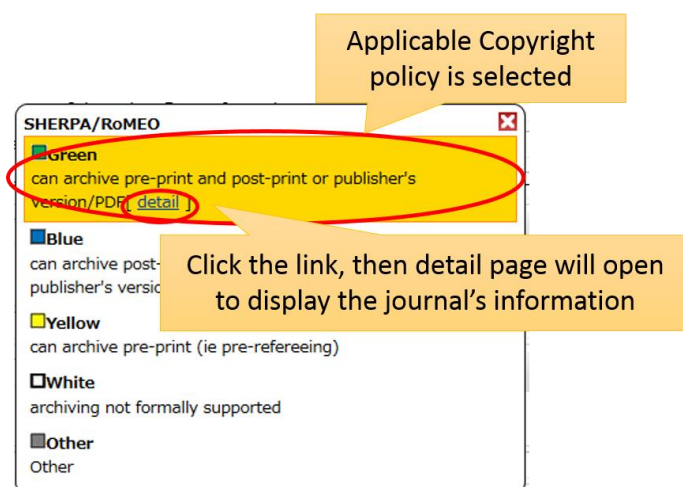 Applicable Copyright
policy is selected
SHERPA/RoMEO
Green
can archive pre-print and post-print or publisher's
version/PDF[ detail ]
Blue
can archive post-
publisher's versio
Click the link, then detail page will open
to display the journal's information
Yellow
can archive pre-print (ie pre-refereeing)
White
archiving not formally supported
Other
Other